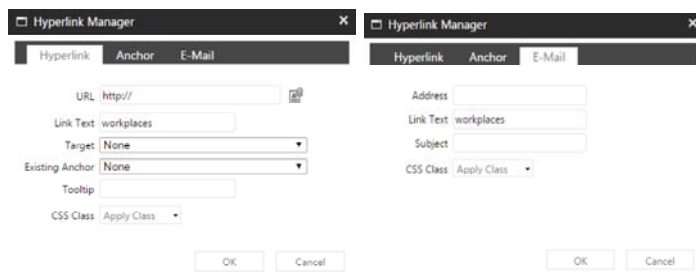 Hyperlink Manager ×
Hyperlink Anchor E-Mail
URL http://
Link Text workplaces
Target None
Existing Anchor None
Tooltip
CSS Class Apply Class
OK Cancel
Hyperlink Manager ×
Hyperlink Anchor E-Mail
Address
Link Text workplaces
Subject
CSS Class Apply Class
OK Cancel